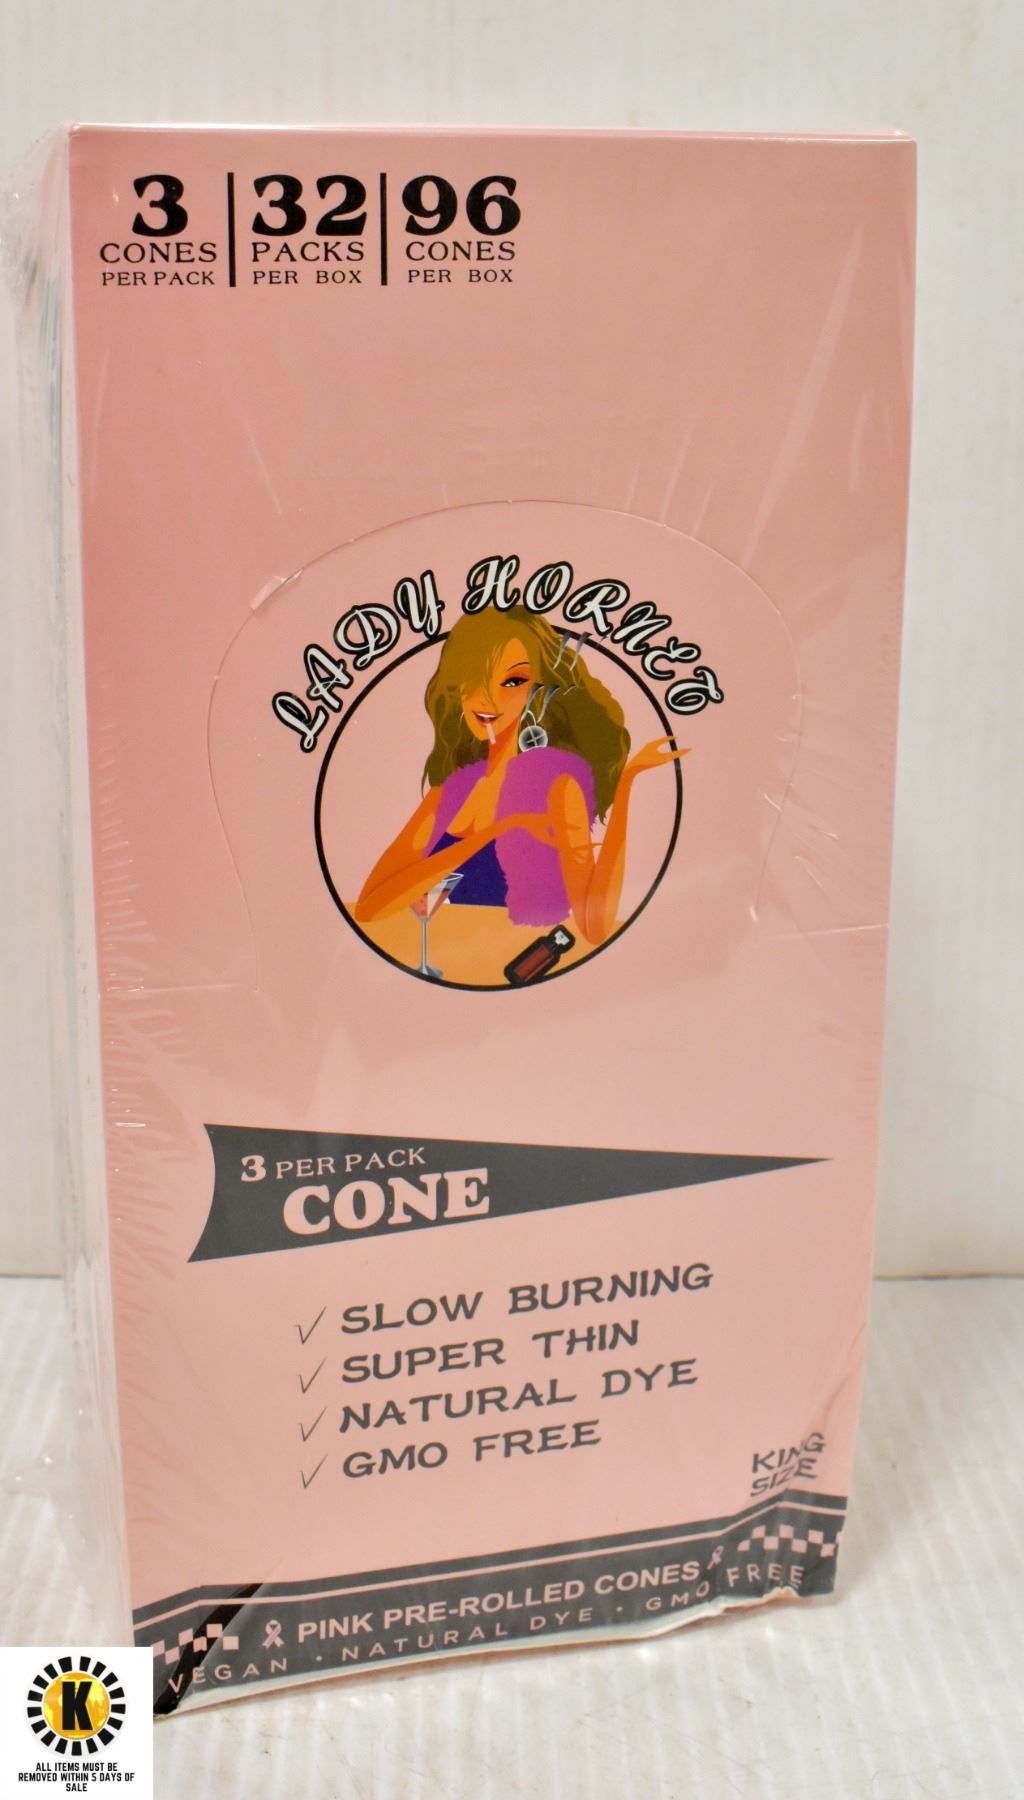 3 32 96
CONES PACKS CONES
PER PACK PER BOX PER BOX
LADY HORNET
3 PER PACK
CONE
✓ SLOW BURNING
✓ SUPER THIN
✓ NATURAL DYE
✓ GMO FREE
KING
SIZE
PINK PRE-ROLLED CONES
VEGAN • NATURAL DYE • GMO FREE
K
ALL ITEMS MUST BE
REMOVED WITHIN 5 DAYS OF
SALE